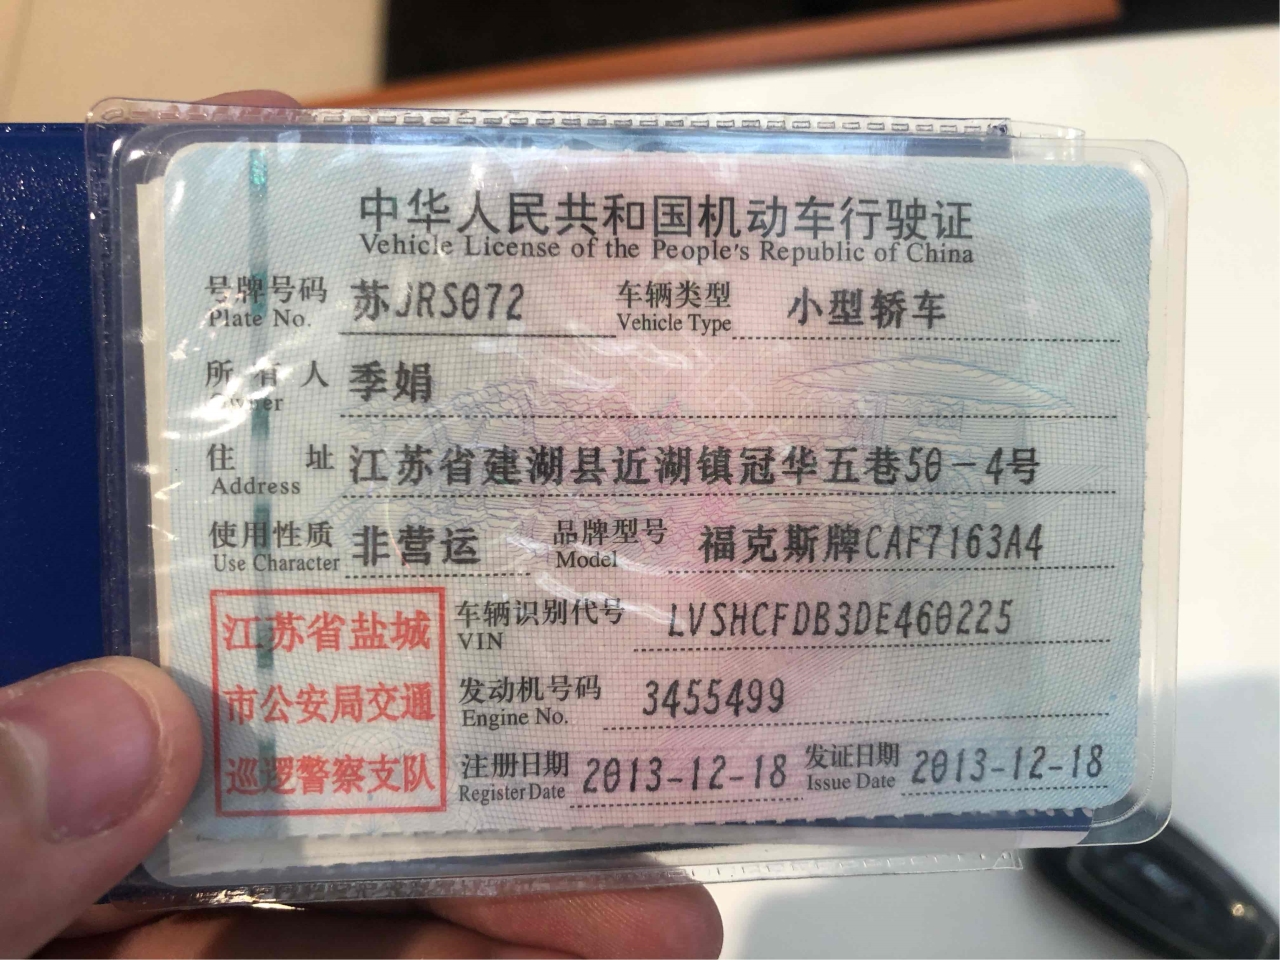 中华人民共和国机动车行驶证
Vehicle License of the People's Republic of China
号牌号码 苏JRS072 车辆类型 小型轿车
Plate No. Vehicle Type
所有人 季娟
Owner
住址 江苏省建湖县近湖镇冠华五巷50-4号
Address
使用性质 非营运 品牌型号 福克斯牌CAF7163A4
Use Character Model
江苏省盐城
市公安局交通
巡逻警察支队
车辆识别代号 LVSHCFDB3DE460225
VIN
发动机号码 3455499
Engine No.
注册日期 2013-12-18 发证日期 2013-12-18
Register Date Issue Date